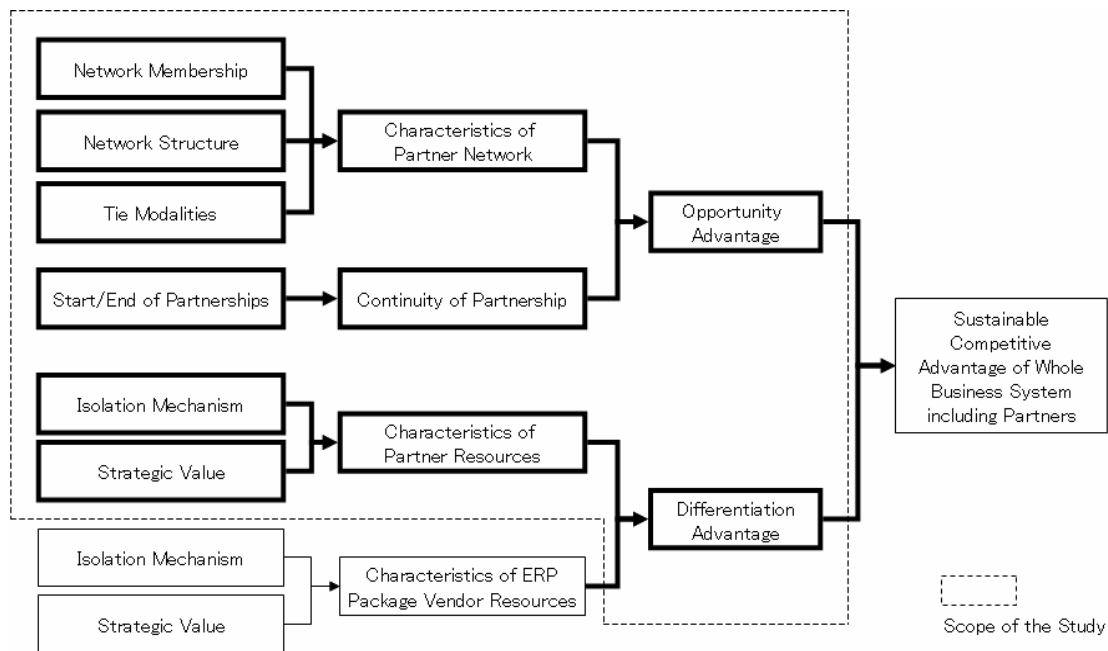 Network Membership
Network Structure
Tie Modalities
Characteristics of
Partner Network
Start/End of Partnerships
Continuity of Partnership
Opportunity
Advantage
Isolation Mechanism
Strategic Value
Characteristics of
Partner Resources
Isolation Mechanism
Strategic Value
Characteristics of ERP
Package Vendor Resources
Differentiation
Advantage
Sustainable
Competitive
Advantage of Whole
Business System
including Partners
Scope of the Study